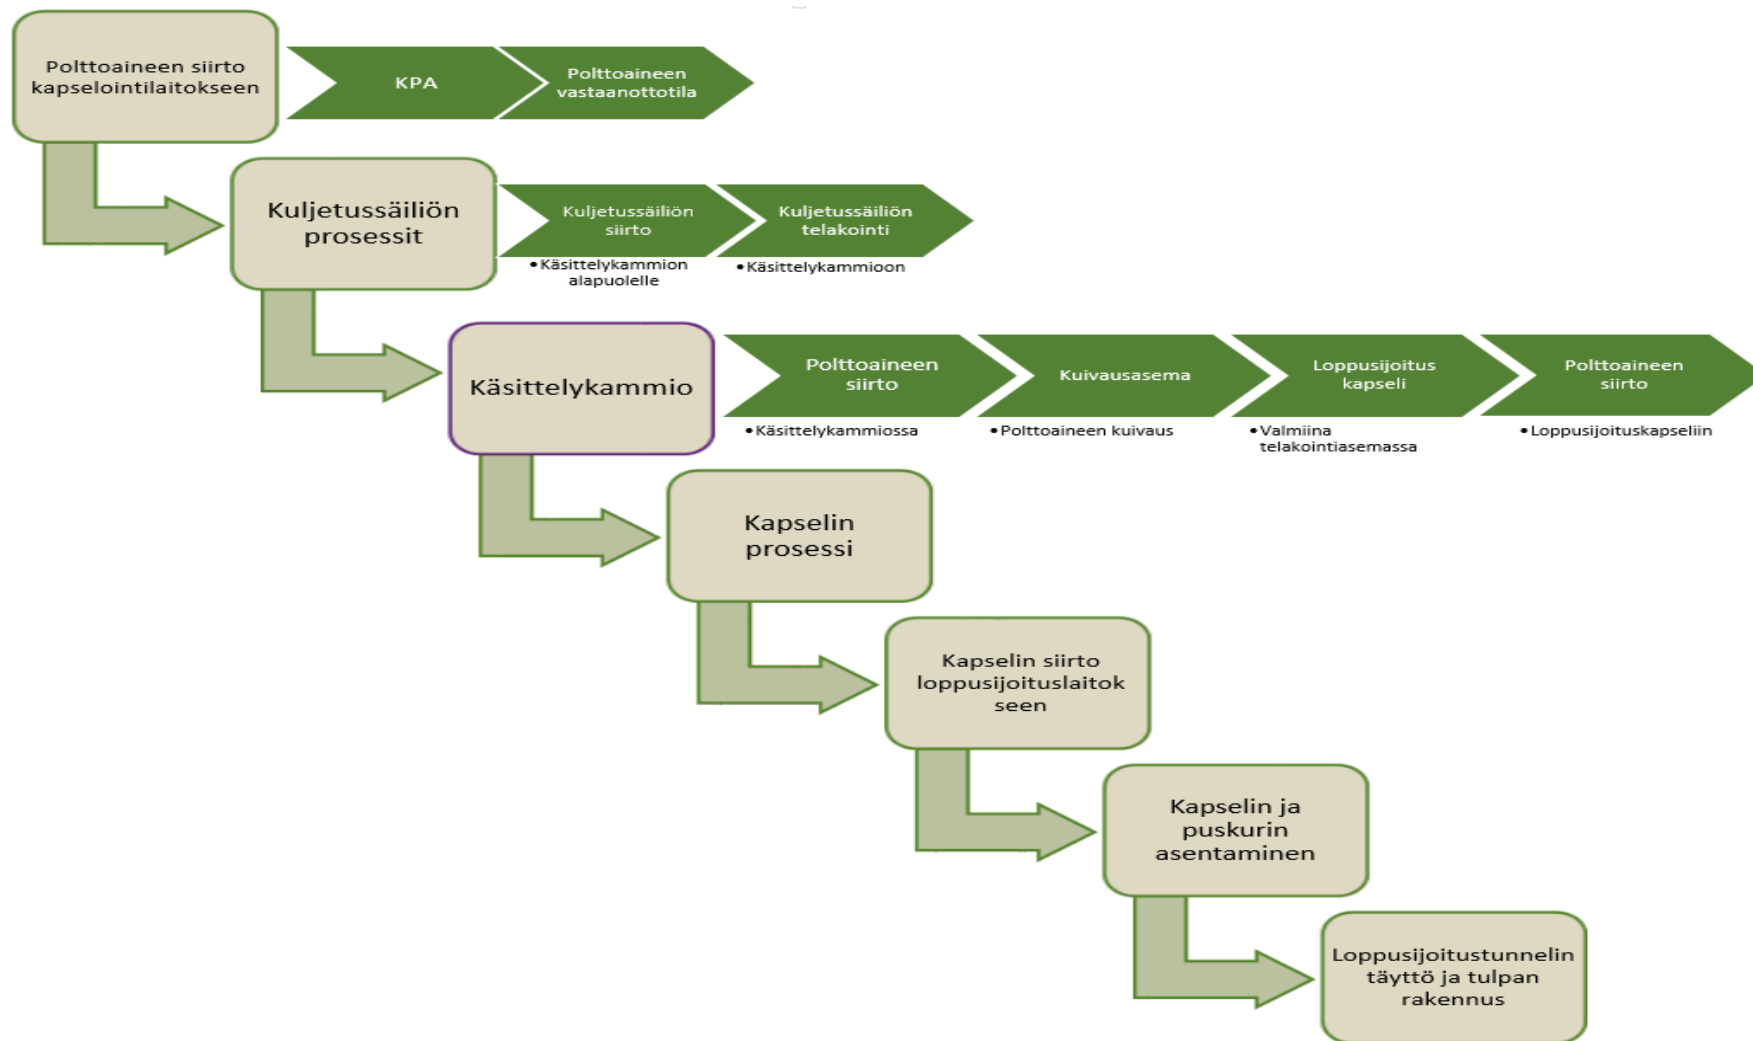 Polttoaineen siirto
kapselointilaitokseen
KPA
Polttoaineen
vastaanottotila
Kuljetussäiliön
prosessit
Kuljetussäiliön
siirto
•Käsittelykammion
alapuolelle
Kuljetussäiliön
telakointi
•Käsittelykammioon
Käsittelykammio
Polttoaineen
siirto
•Käsittelykammiossa
Kuivausasema
•Polttoaineen kuivaus
Loppusijoitus
kapseli
•Valmiina
telakointiasemassa
Polttoaineen
siirto
•Loppusijoituskapseliin
Kapselin
prosessi
Kapselin siirto
loppusijoituslaitok
seen
Kapselin ja
puskurin
asentaminen
Loppusijoitustunnelin
täyttö ja tulpan
rakennus